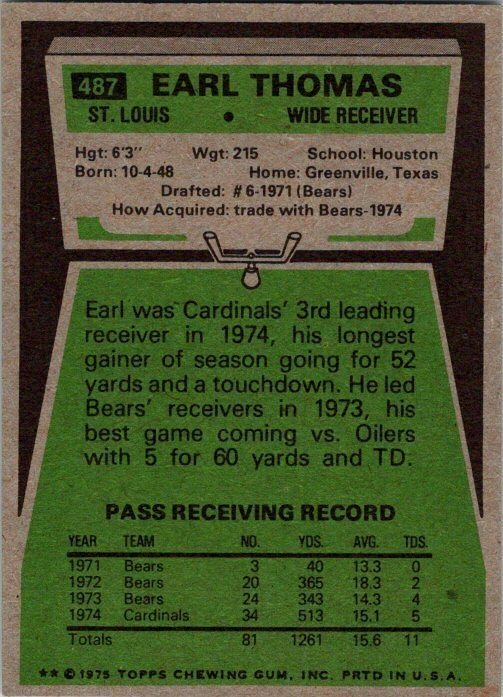 487 EARL THOMAS
ST. LOUIS • WIDE RECEIVER
Hgt: 6'3" Wgt: 215 School: Houston
Born: 10-4-48 Home: Greenville, Texas
Drafted: #6-1971 (Bears)
How Acquired: trade with Bears-1974
Earl was Cardinals' 3rd leading
receiver in 1974, his longest
gainer of season going for 52
yards and a touchdown. He led
Bears' receivers in 1973, his
best game coming vs. Oilers
with 5 for 60 yards and TD.
PASS RECEIVING RECORD
YEAR TEAM NO. YDS. AVG. TDS.
1971 Bears 3 40 13.3 0
1972 Bears 20 365 18.3 2
1973 Bears 24 343 14.3 4
1974 Cardinals 34 513 15.1 5
Totals 81 1261 15.6 11
★★ © 1975 TOPPS CHEWING GUM, INC. PRTD IN U.S.A.